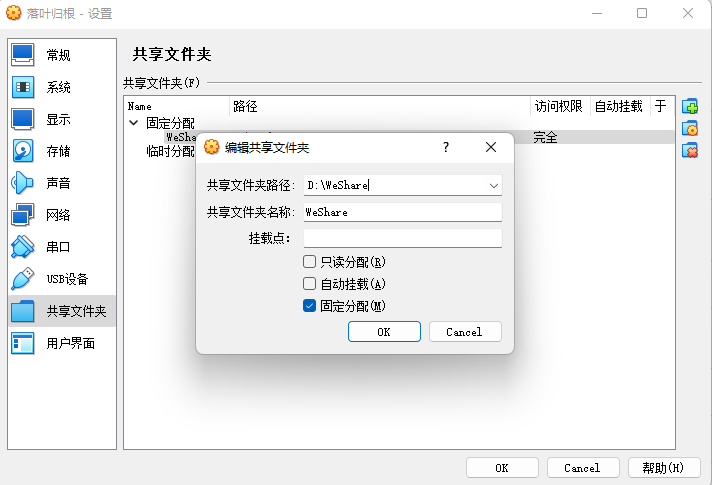 落叶归根 - 设置
常规
系统
显示
存储
声音
网络
串口
USB设备
共享文件夹
用户界面
共享文件夹
共享文件夹(F)
Name 路径 访问权限 自动挂载 于
固定分配
完全
临时分配
编辑共享文件夹 ?
共享文件夹路径: D:\WeShare
共享文件夹名称: WeShare
挂载点:
只读分配(R)
自动挂载(A)
固定分配(M)
OK Cancel
OK Cancel 帮助(H)